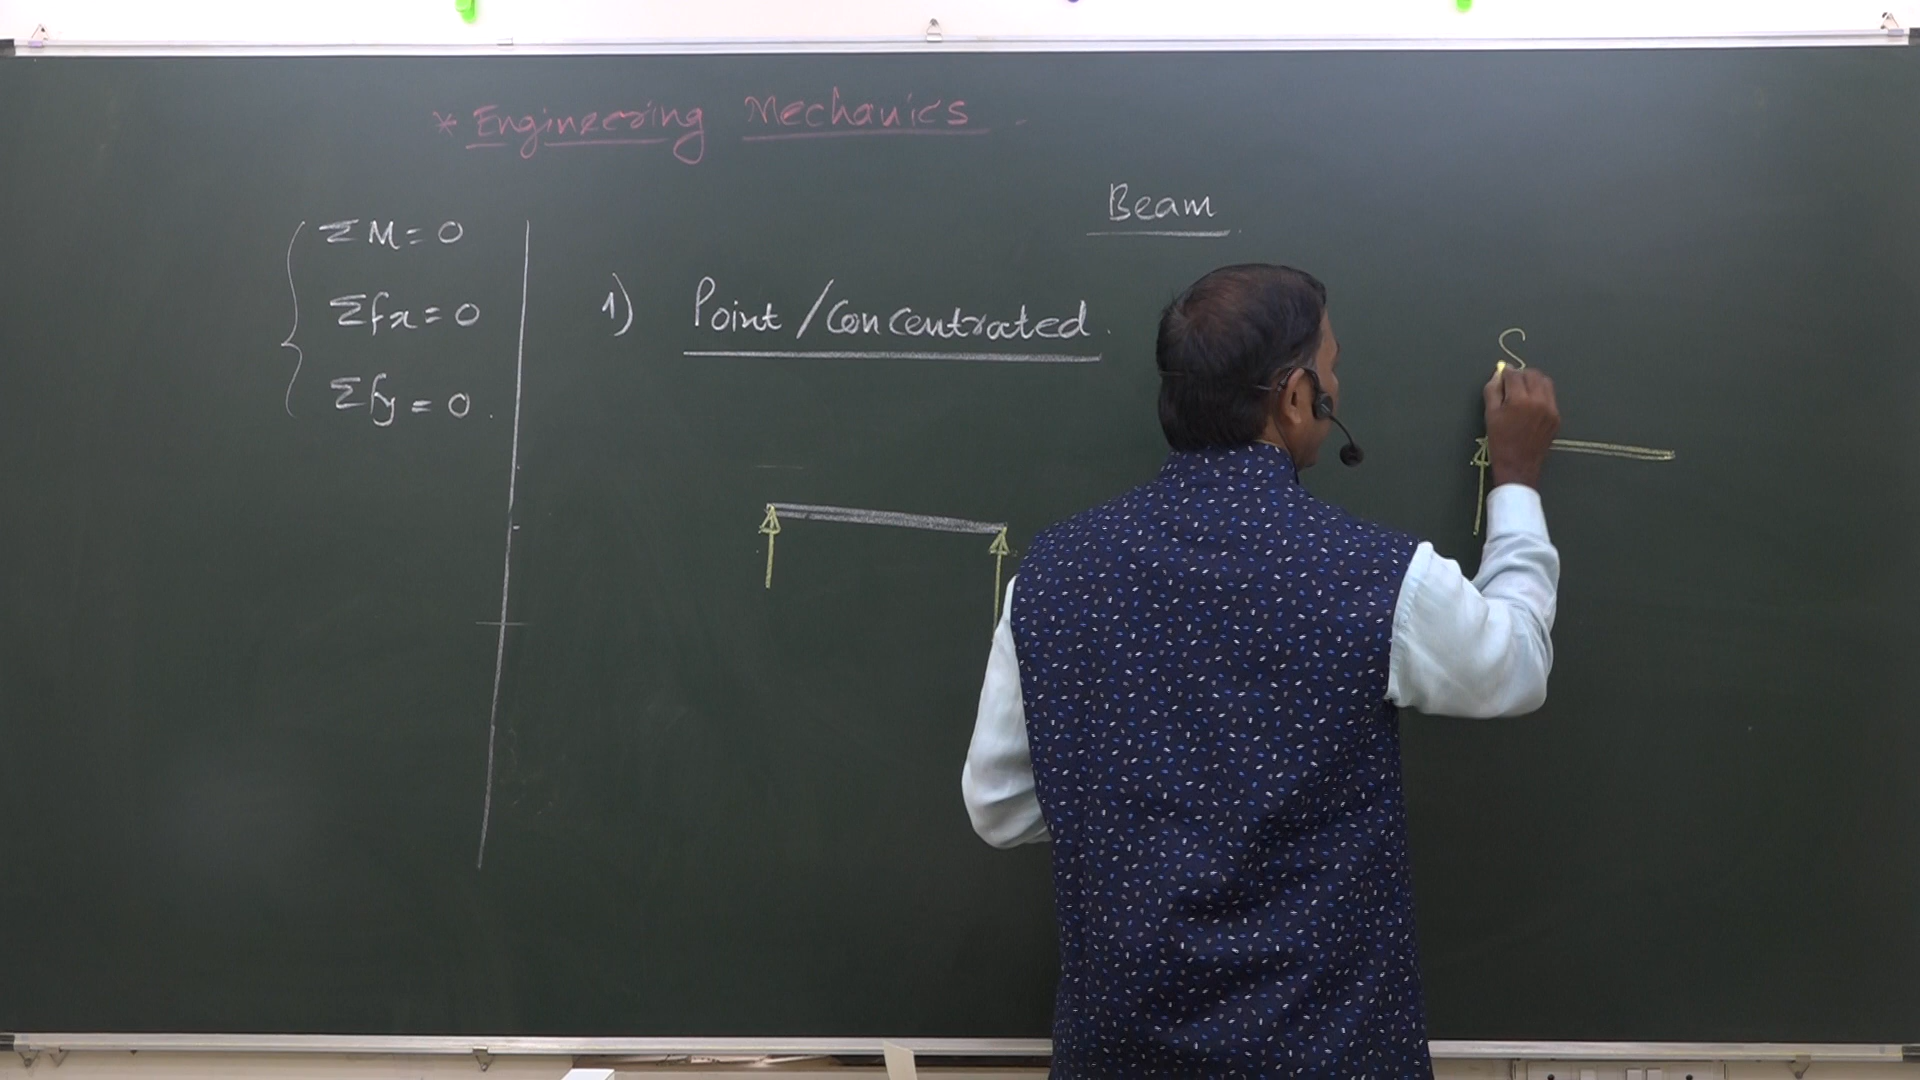 * Engineering Mechanics.
Beam
ΣM=0
Σfx=0
Σfy=0.
1) Point/Concentrated.
S